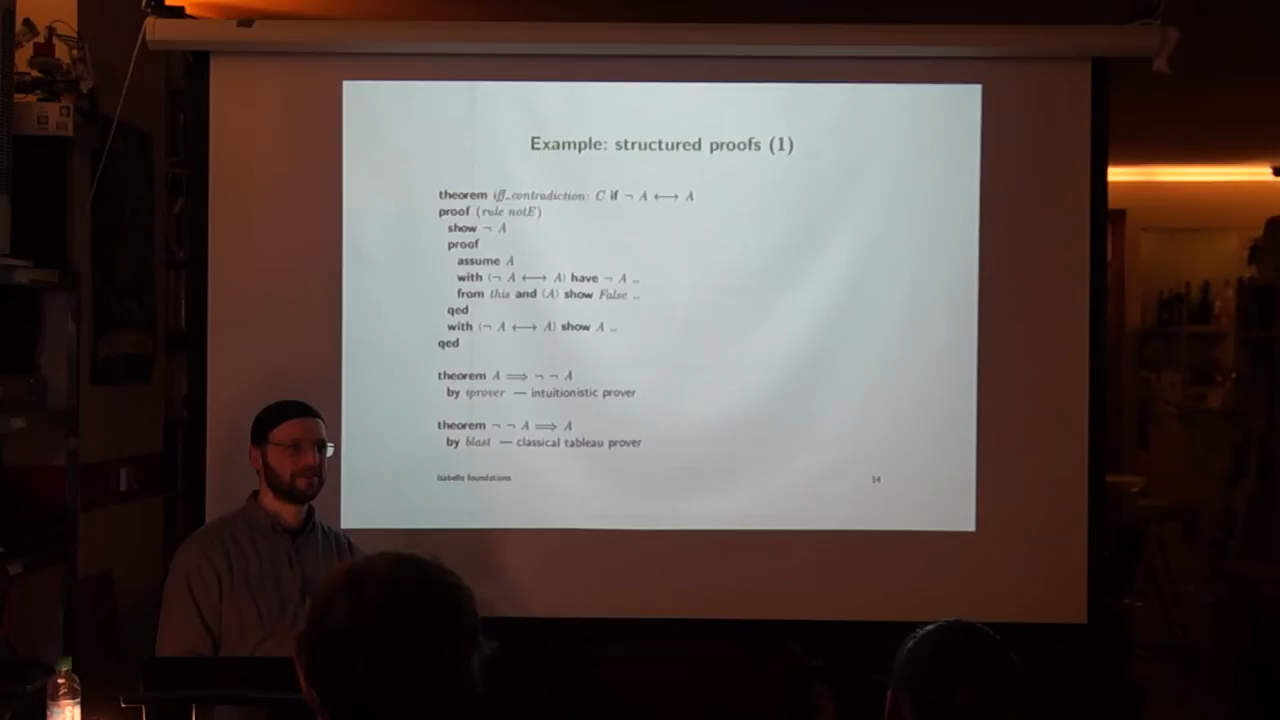 Example: structured proofs (1)
theorem iff_contradiction: C if ¬ A ⟷ A
proof (rule notE)
show ¬ A
proof
assume A
with ⟨¬ A ⟷ A⟩ have ¬ A ..
from this and ⟨A⟩ show False ..
qed
with ⟨¬ A ⟷ A⟩ show A ..
qed
theorem A ⟹ ¬ ¬ A
by iprover — intuitionistic prover
theorem ¬ ¬ A ⟹ A
by blast — classical tableau prover
Isabelle foundations
14